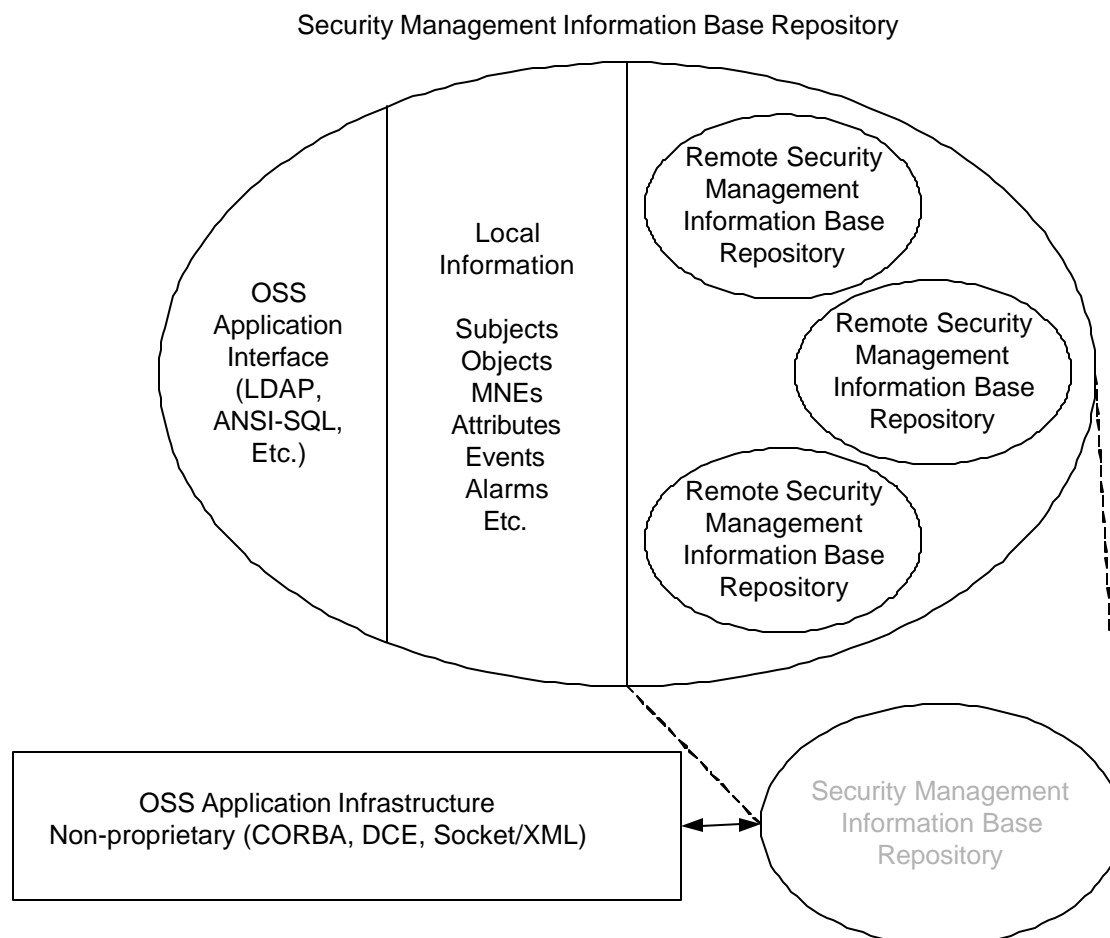 Security Management Information Base Repository
OSS
Application
Interface
(LDAP,
ANSI-SQL,
Etc.)
Local
Information
Subjects
Objects
MNEs
Attributes
Events
Alarms
Etc.
Remote Security
Management
Information Base
Repository
Remote Security
Management
Information Base
Repository
Remote Security
Management
Information Base
Repository
OSS Application Infrastructure
Non-proprietary (CORBA, DCE, Socket/XML)
Security Management
Information Base
Repository